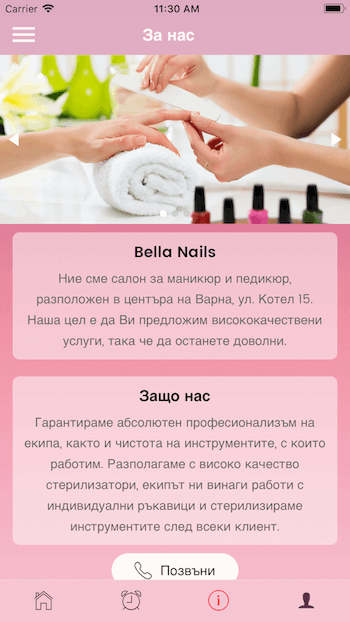 Carrier 11:30 AM
За нас
Bella Nails
Ние сме салон за маникюр и педикюр,
разположен в центъра на Варна, ул. Котел 15.
Наша цел е да Ви предложим висококачествени
услуги, така че да останете доволни.
Защо нас
Гарантираме абсолютен професионализъм на
екипа, както и чистота на инструментите, с които
работим. Разполагаме с високо качество
стерилизатори, екипът ни винаги работи с
индивидуални ръкавици и стерилизираме
инструментите след всеки клиент.
Позвъни